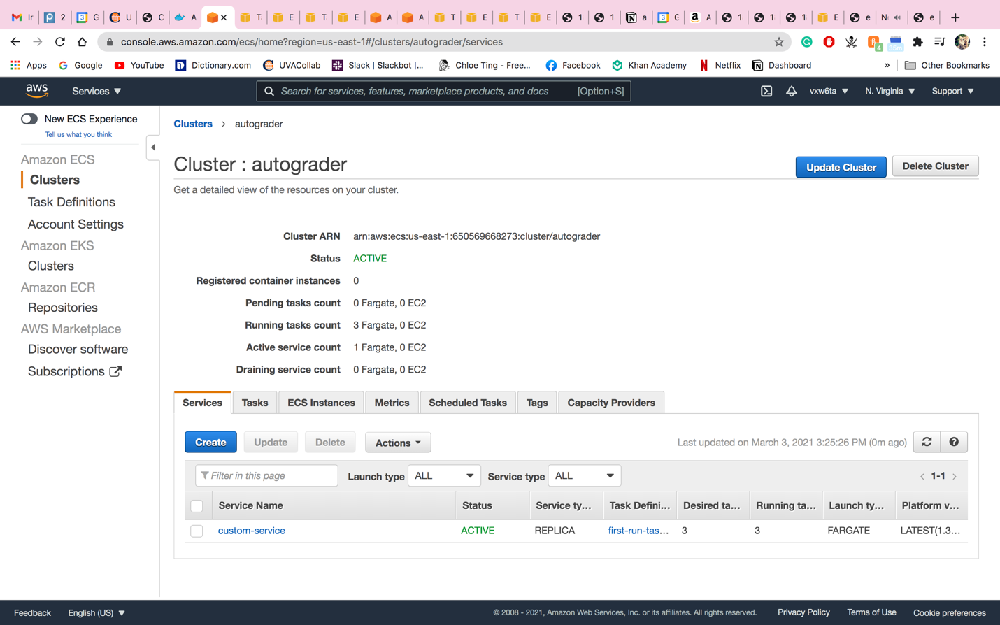 console.aws.amazon.com/ecs/home?region=us-east-1#/clusters/autograder/services
Apps Google YouTube Dictionary.com UVACollab Slack | Slackbot |... Chloe Ting - Free... Facebook Khan Academy Netflix Dashboard » Other Bookmarks
aws Services Search for services, features, marketplace products, and docs [Option+S] vxw6ta N. Virginia Support
New ECS Experience
Tell us what you think
Amazon ECS
Clusters
Task Definitions
Account Settings
Amazon EKS
Clusters
Amazon ECR
Repositories
AWS Marketplace
Discover software
Subscriptions
Clusters > autograder
Cluster : autograder
Update Cluster Delete Cluster
Get a detailed view of the resources on your cluster.
Cluster ARN arn:aws:ecs:us-east-1:650569668273:cluster/autograder
Status ACTIVE
Registered container instances 0
Pending tasks count 0 Fargate, 0 EC2
Running tasks count 3 Fargate, 0 EC2
Active service count 1 Fargate, 0 EC2
Draining service count 0 Fargate, 0 EC2
Services Tasks ECS Instances Metrics Scheduled Tasks Tags Capacity Providers
Create Update Delete Actions Last updated on March 3, 2021 3:25:26 PM (0m ago)
Filter in this page Launch type ALL Service type ALL < 1-1 >
Service Name Status Service ty... Task Defini... Desired ta... Running ta... Launch ty... Platform v...
custom-service ACTIVE REPLICA first-run-tas... 3 3 FARGATE LATEST(1.3...
Feedback English (US) © 2008 - 2021, Amazon Web Services, Inc. or its affiliates. All rights reserved. Privacy Policy Terms of Use Cookie preferences